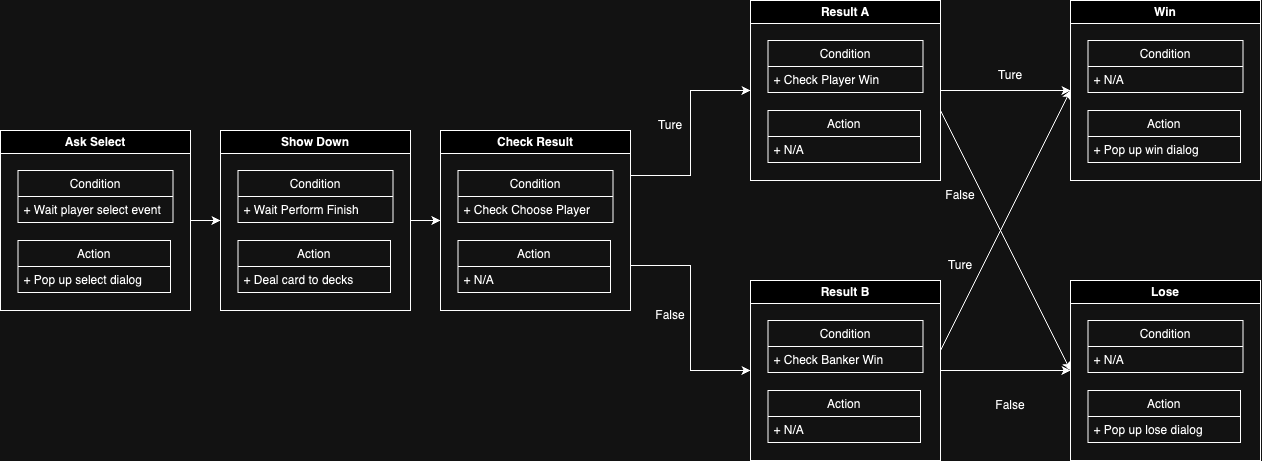 Ask Select
Condition
+ Wait player select event
Action
+ Pop up select dialog
Show Down
Condition
+ Wait Perform Finish
Action
+ Deal card to decks
Check Result
Condition
+ Check Choose Player
Action
+ N/A
Ture
False
Result A
Condition
+ Check Player Win
Action
+ N/A
Ture
False
Result B
Condition
+ Check Banker Win
Action
+ N/A
Ture
False
Win
Condition
+ N/A
Action
+ Pop up win dialog
Lose
Condition
+ N/A
Action
+ Pop up lose dialog